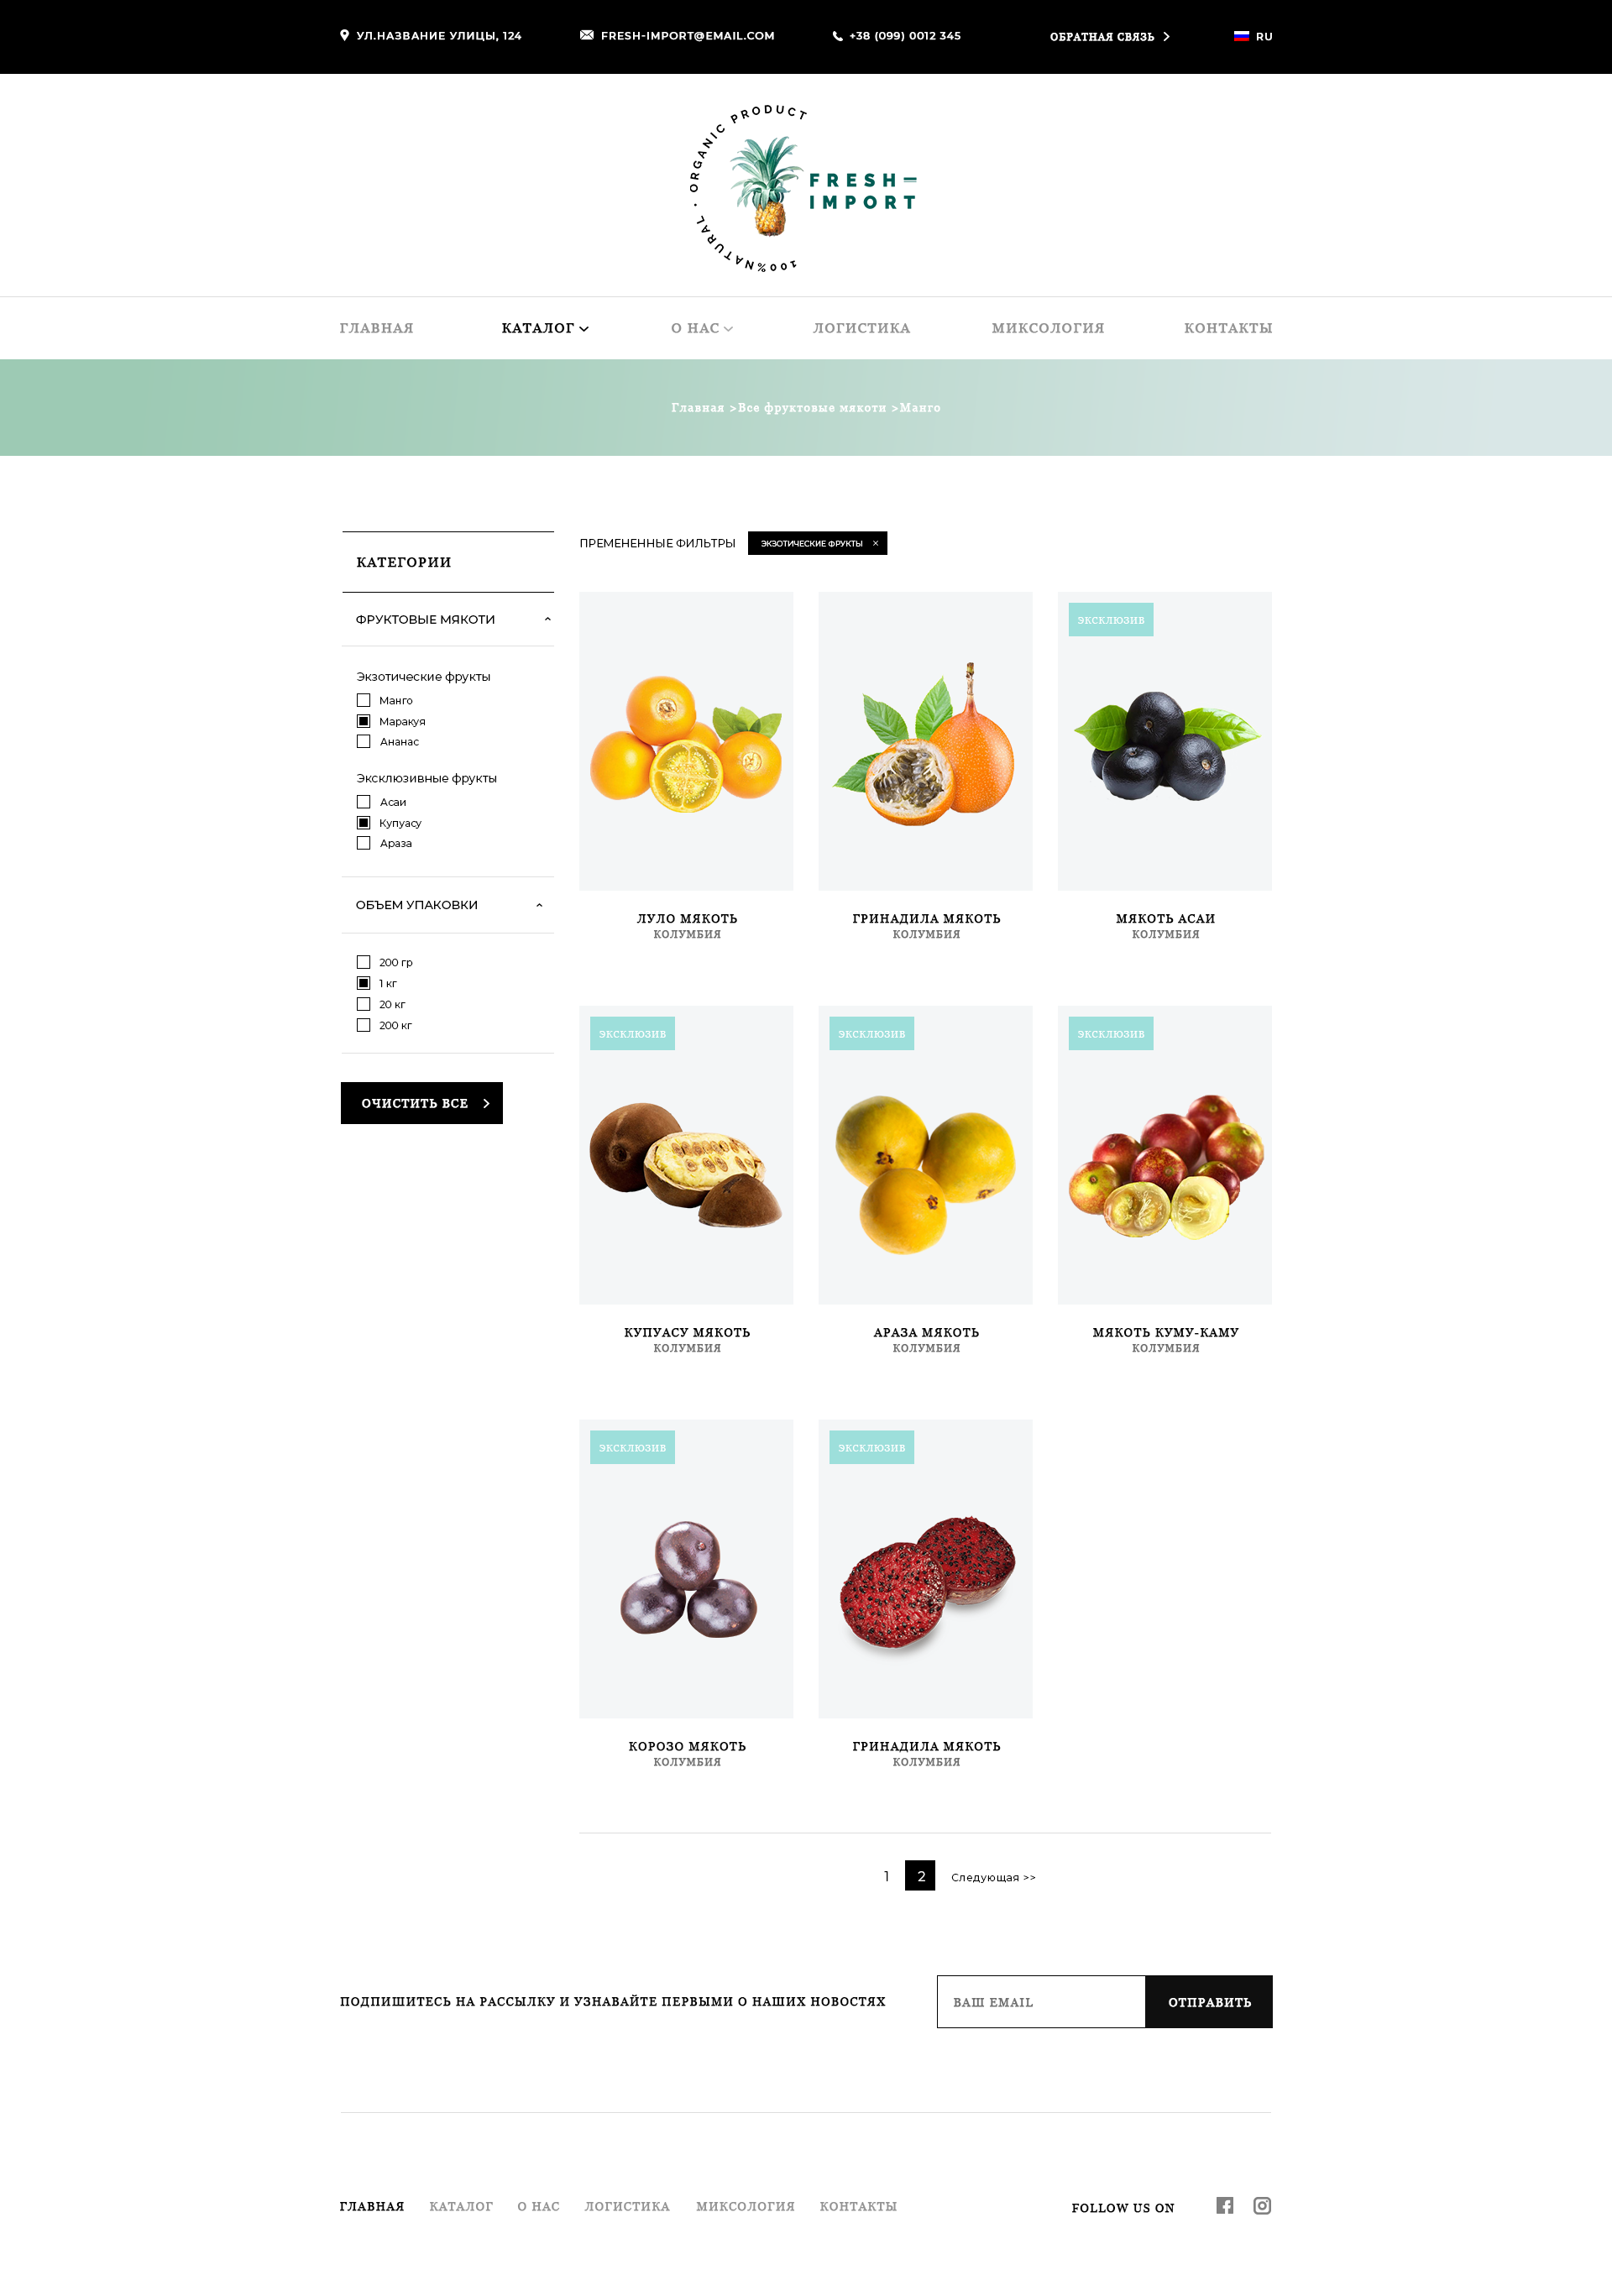 УЛ.НАЗВАНИЕ УЛИЦЫ, 124
FRESH-IMPORT@EMAIL.COM
+38 (099) 0012 345
ОБРАТНАЯ СВЯЗЬ
RU
100%NATURAL · ORGANIC PRODUCT
FRESH-
IMPORT
ГЛАВНАЯ
КАТАЛОГ
О НАС
ЛОГИСТИКА
МИКСОЛОГИЯ
КОНТАКТЫ
Главная >Все фруктовые мякоти >Манго
КАТЕГОРИИ
ФРУКТОВЫЕ МЯКОТИ
Экзотические фрукты
Манго
Маракуя
Ананас
Эксклюзивные фрукты
Асаи
Купуасу
Араза
ОБЪЕМ УПАКОВКИ
200 гр
1 кг
20 кг
200 кг
ОЧИСТИТЬ ВСЕ
ПРЕМЕНЕННЫЕ ФИЛЬТРЫ
ЭКЗОТИЧЕСКИЕ ФРУКТЫ ×
ЛУЛО МЯКОТЬ
КОЛУМБИЯ
ГРИНАДИЛА МЯКОТЬ
КОЛУМБИЯ
ЭКСКЛЮЗИВ
МЯКОТЬ АСАИ
КОЛУМБИЯ
ЭКСКЛЮЗИВ
КУПУАСУ МЯКОТЬ
КОЛУМБИЯ
ЭКСКЛЮЗИВ
АРАЗА МЯКОТЬ
КОЛУМБИЯ
ЭКСКЛЮЗИВ
МЯКОТЬ КУМУ-КАМУ
КОЛУМБИЯ
ЭКСКЛЮЗИВ
КОРОЗО МЯКОТЬ
КОЛУМБИЯ
ЭКСКЛЮЗИВ
ГРИНАДИЛА МЯКОТЬ
КОЛУМБИЯ
1 2 Следующая >>
ПОДПИШИТЕСЬ НА РАССЫЛКУ И УЗНАВАЙТЕ ПЕРВЫМИ О НАШИХ НОВОСТЯХ
ВАШ EMAIL
ОТПРАВИТЬ
ГЛАВНАЯ
КАТАЛОГ
О НАС
ЛОГИСТИКА
МИКСОЛОГИЯ
КОНТАКТЫ
FOLLOW US ON